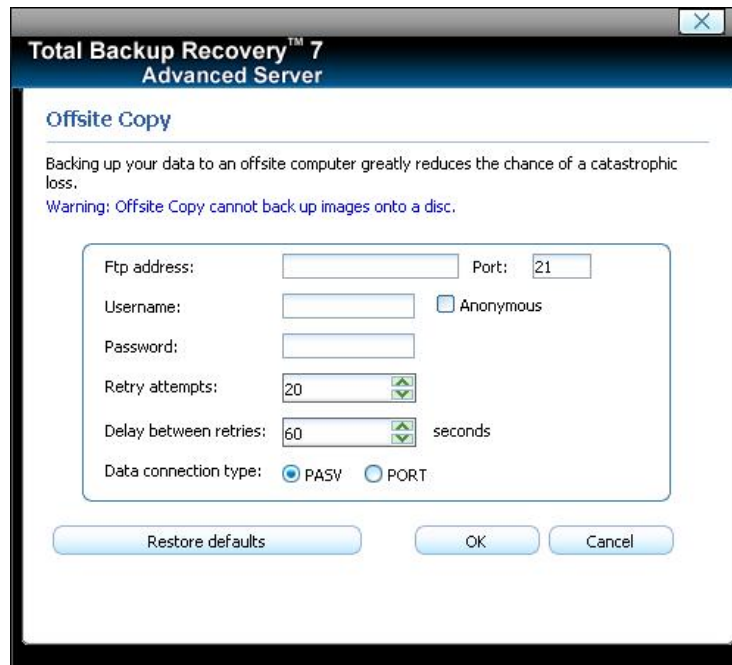 Total Backup Recovery™ 7
Advanced Server
Offsite Copy
Backing up your data to an offsite computer greatly reduces the chance of a catastrophic
loss.
Warning: Offsite Copy cannot back up images onto a disc.
Ftp address: Port: 21
Username: Anonymous
Password:
Retry attempts: 20
Delay between retries: 60 seconds
Data connection type: PASV PORT
Restore defaults OK Cancel